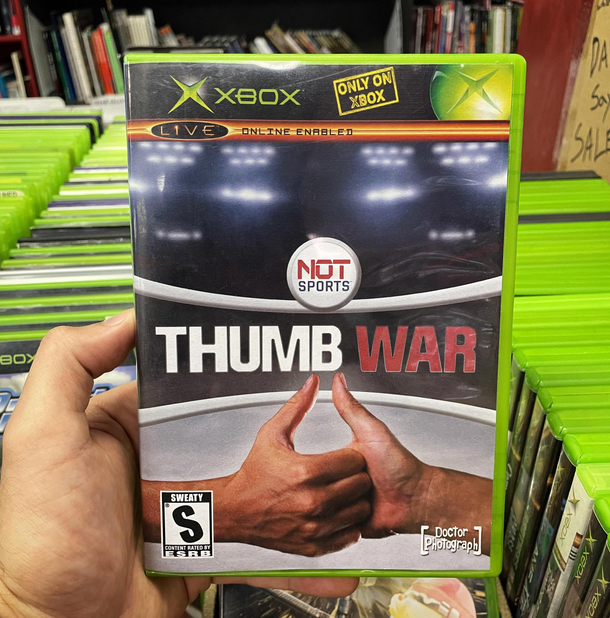 XBOX
ONLY ON
XBOX
LIVE
ONLINE ENABLED
NOT
SPORTS
THUMB WAR
SWEATY
S
CONTENT RATED BY
ESRB
Doctor
Photograph
SALE
XBOX